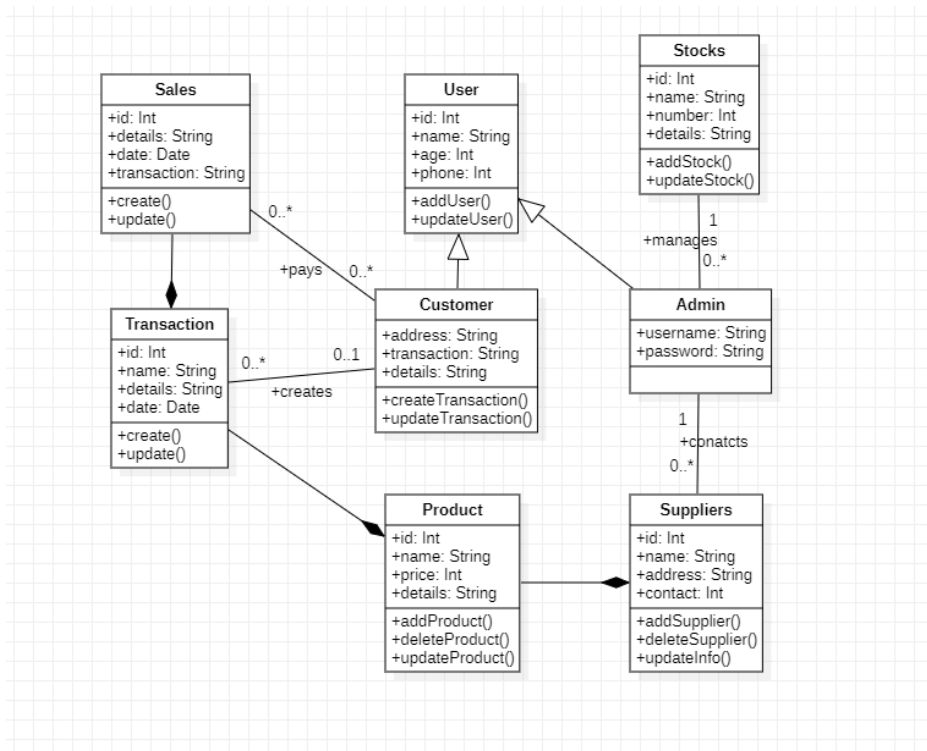 Stocks
+id: Int
+name: String
+number: Int
+details: String
+addStock()
+updateStock()
Sales
+id: Int
+details: String
+date: Date
+transaction: String
+create()
+update()
User
+id: Int
+name: String
+age: Int
+phone: Int
+addUser()
+updateUser()
0..*
+pays
0..*
1
+manages
0..*
Transaction
+id: Int
+name: String
+details: String
+date: Date
+create()
+update()
0..*
0..1
+creates
Customer
+address: String
+transaction: String
+details: String
+createTransaction()
+updateTransaction()
Admin
+username: String
+password: String
1
+conatcts
0..*
Product
+id: Int
+name: String
+price: Int
+details: String
+addProduct()
+deleteProduct()
+updateProduct()
Suppliers
+id: Int
+name: String
+address: String
+contact: Int
+addSupplier()
+deleteSupplier()
+updateInfo()